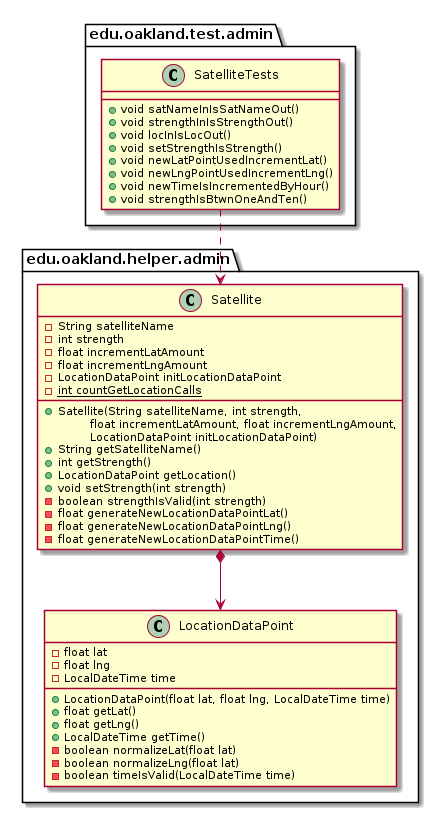 edu.oakland.test.admin
C SatelliteTests
void satNameInIsSatNameOut()
void strengthInIsStrengthOut()
void locInIsLocOut()
void setStrengthIsStrength()
void newLatPointUsedIncrementLat()
void newLngPointUsedIncrementLng()
void newTimeIsIncrementedByHour()
void strengthIsBtwnOneAndTen()
edu.oakland.helper.admin
C Satellite
String satelliteName
int strength
float incrementLatAmount
float incrementLngAmount
LocationDataPoint initLocationDataPoint
int countGetLocationCalls
Satellite(String satelliteName, int strength,
float incrementLatAmount, float incrementLngAmount,
LocationDataPoint initLocationDataPoint)
String getSatelliteName()
int getStrength()
LocationDataPoint getLocation()
void setStrength(int strength)
boolean strengthIsValid(int strength)
float generateNewLocationDataPointLat()
float generateNewLocationDataPointLng()
float generateNewLocationDataPointTime()
C LocationDataPoint
float lat
float lng
LocalDateTime time
LocationDataPoint(float lat, float lng, LocalDateTime time)
float getLat()
float getLng()
LocalDateTime getTime()
boolean normalizeLat(float lat)
boolean normalizeLng(float lat)
boolean timeIsValid(LocalDateTime time)